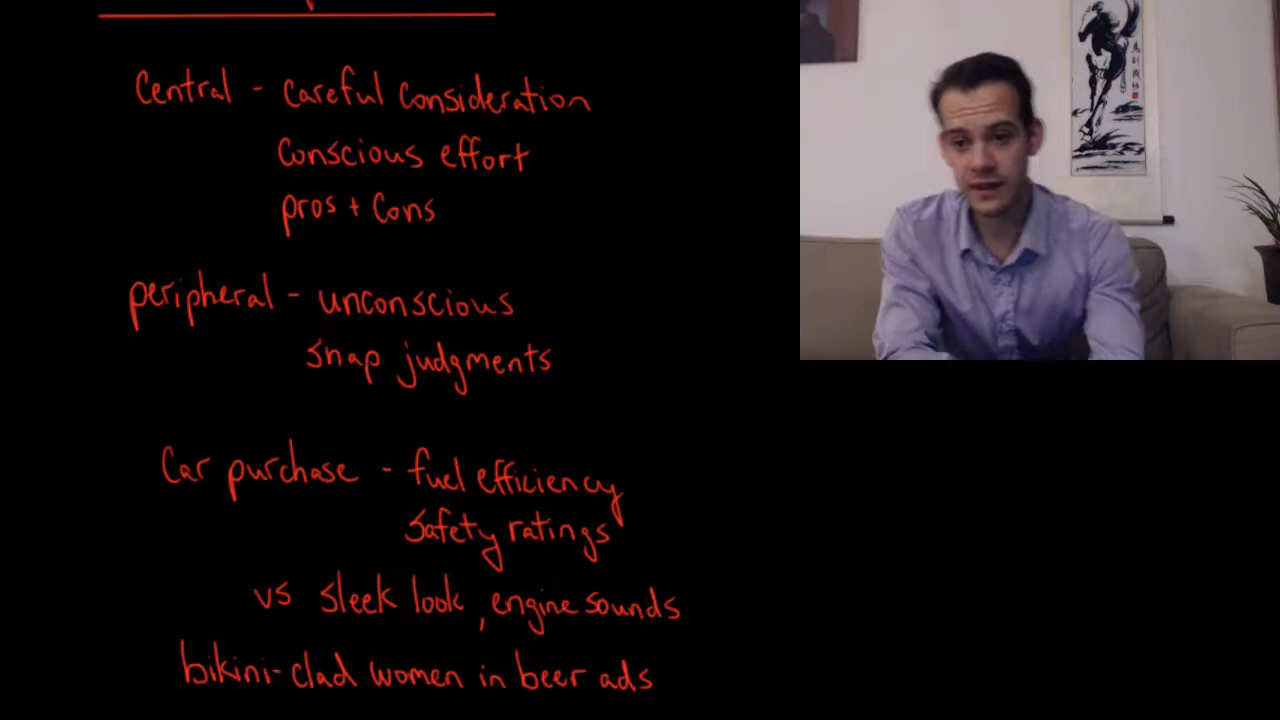 Central - careful consideration
conscious effort
pros + cons
peripheral - unconscious
snap judgments
Car purchase - fuel efficiency
safety ratings
vs sleek look, engine sounds
bikini-clad women in beer ads